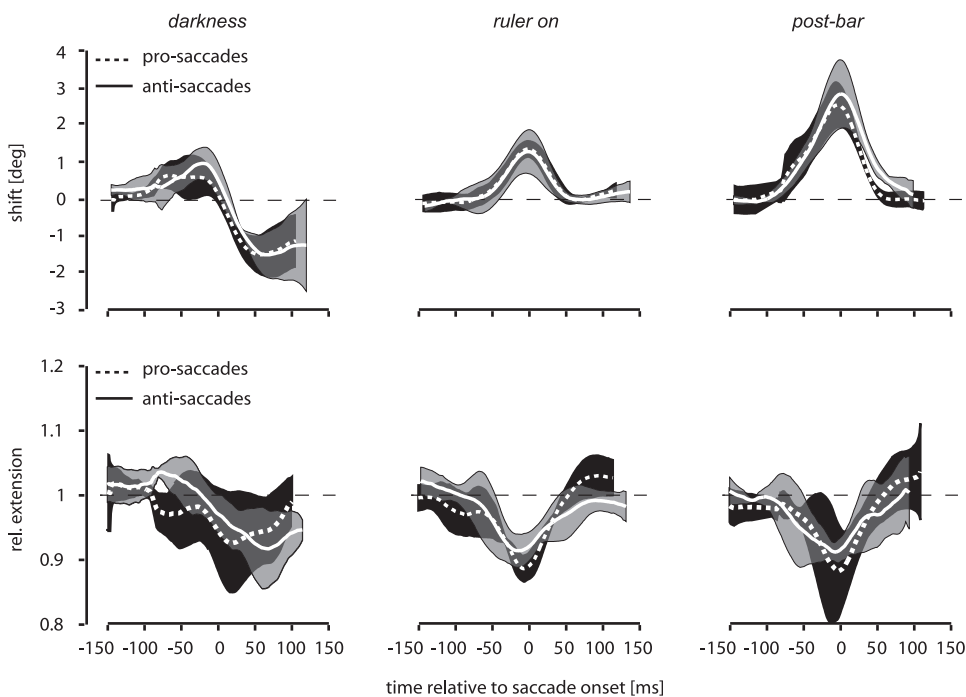 darkness ruler on post-bar
4
3
2
1
0
-1
-2
-3
shift [deg]
pro-saccades
anti-saccades
1.2
1.1
1
0.9
0.8
rel. extension
pro-saccades
anti-saccades
-150 -100 -50 0 50 100 150 -150 -100 -50 0 50 100 150 -150 -100 -50 0 50 100 150
time relative to saccade onset [ms]